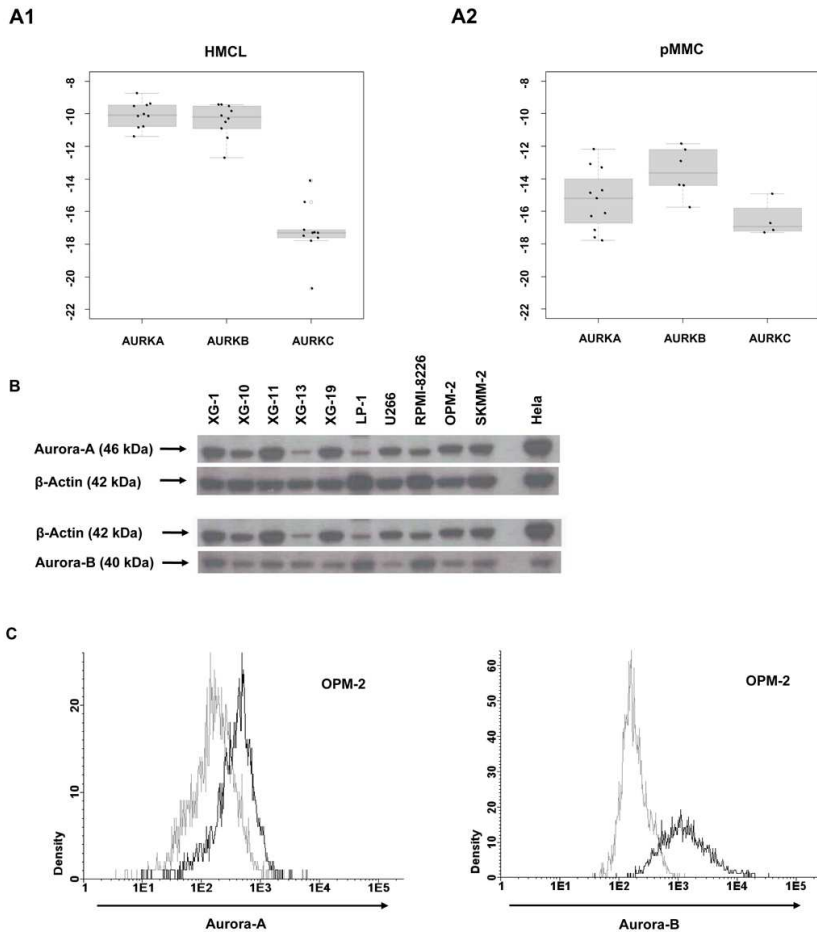 A1
HMCL
-8
-10
-12
-14
-16
-18
-20
-22
AURKA AURKB AURKC
A2
pMMC
-8
-10
-12
-14
-16
-18
-20
-22
AURKA AURKB AURKC
B
XG-1 XG-10 XG-11 XG-13 XG-19 LP-1 U266 RPMI-8226 OPM-2 SKMM-2 Hela
Aurora-A (46 kDa)
β-Actin (42 kDa)
β-Actin (42 kDa)
Aurora-B (40 kDa)
C
OPM-2
Density
0 10 20
1 1E1 1E2 1E3 1E4 1E5
Aurora-A
OPM-2
Density
0 10 20 30 40 50 60
1 1E1 1E2 1E3 1E4 1E5
Aurora-B